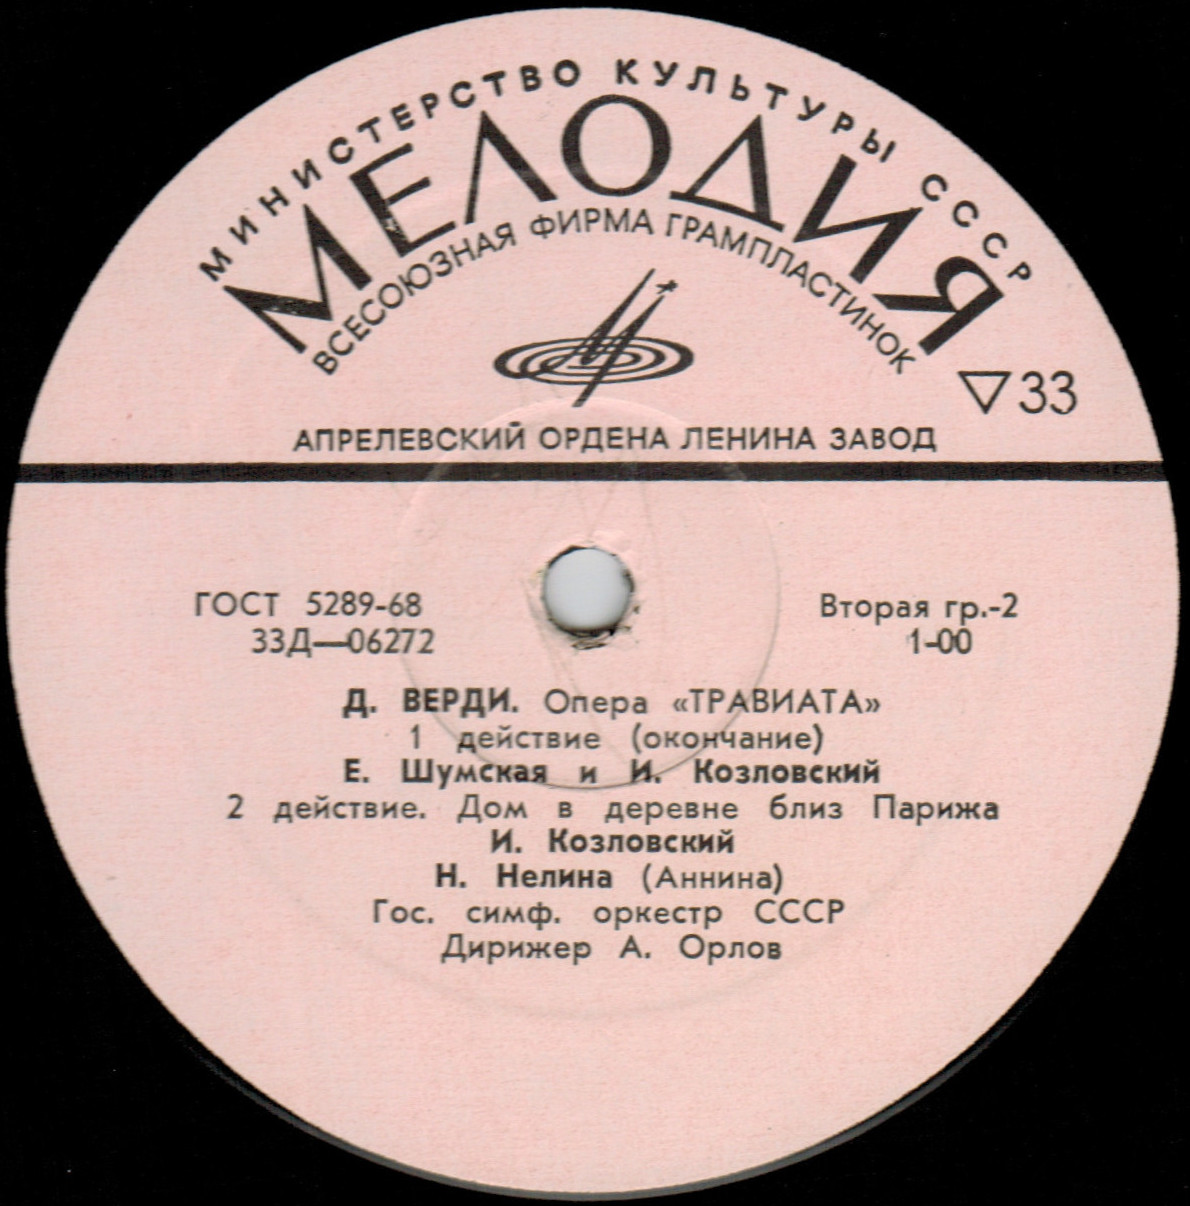 МИНИСТЕРСТВО КУЛЬТУРЫ СССР
МЕЛОДИЯ
ВСЕСОЮЗНАЯ ФИРМА ГРАМПЛАСТИНОК
33
АПРЕЛЕВСКИЙ ОРДЕНА ЛЕНИНА ЗАВОД
ГОСТ 5289-68
33Д—06272
Вторая гр.-2
1-00
Д. ВЕРДИ. Опера «ТРАВИАТА»
1 действие (окончание)
Е. Шумская и И. Козловский
2 действие. Дом в деревне близ Парижа
И. Козловский
Н. Нелина (Аннина)
Гос. симф. оркестр СССР
Дирижер А. Орлов